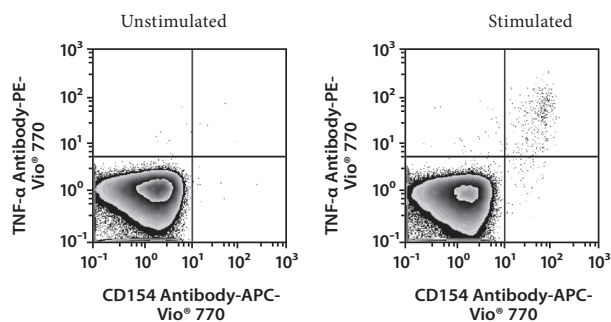 Unstimulated
TNF-α Antibody-PE-
Vio® 770
10³
10²
10¹
10⁰
10⁻¹
10⁻¹ 10⁰ 10¹ 10² 10³
CD154 Antibody-APC-
Vio® 770
Stimulated
TNF-α Antibody-PE-
Vio® 770
10³
10²
10¹
10⁰
10⁻¹
10⁻¹ 10⁰ 10¹ 10² 10³
CD154 Antibody-APC-
Vio® 770